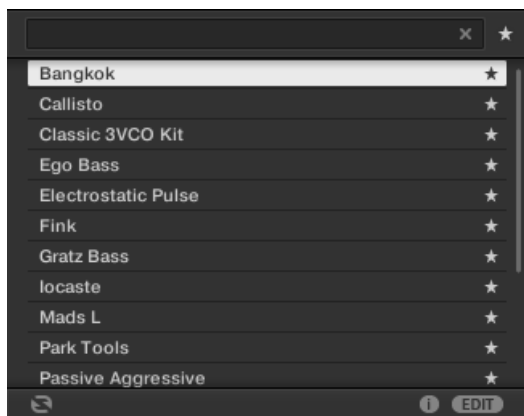 Bangkok
Callisto
Classic 3VCO Kit
Ego Bass
Electrostatic Pulse
Fink
Gratz Bass
Iocaste
Mads L
Park Tools
Passive Aggressive
i EDIT